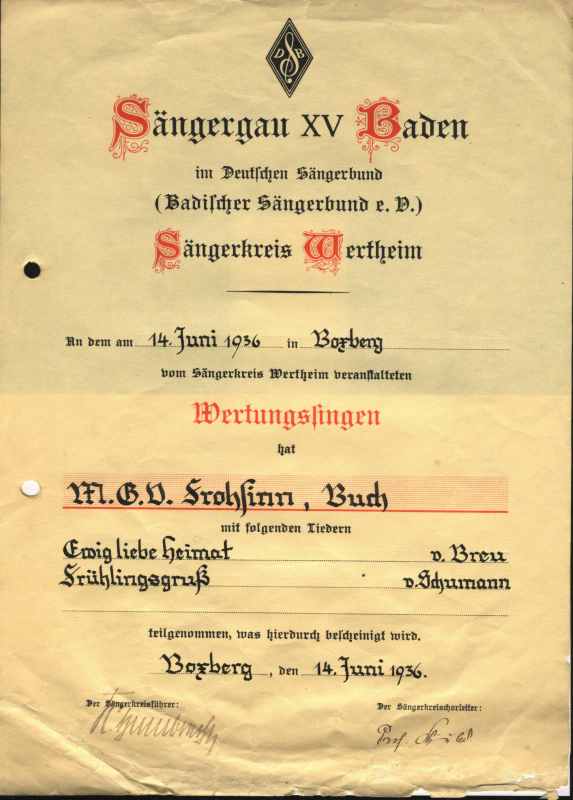 D S B
Sängergau XV Baden
im Deutschen Sängerbund
(Badischer Sängerbund e. V.)
Sängerkreis Wertheim
An dem am 14. Juni 1936 in Boxberg
vom Sängerkreis Wertheim veranstalteten
Wertungssingen
hat
M.G.V. Frohsinn, Buch
mit folgenden Liedern
Ewig liebe Heimat v. Breu
Frühlingsgruß v. Schumann
teilgenommen, was hierdurch bescheinigt wird.
Boxberg, den 14. Juni 1936.
Der Sängerkreisführer: Der Sängerkreischorleiter: